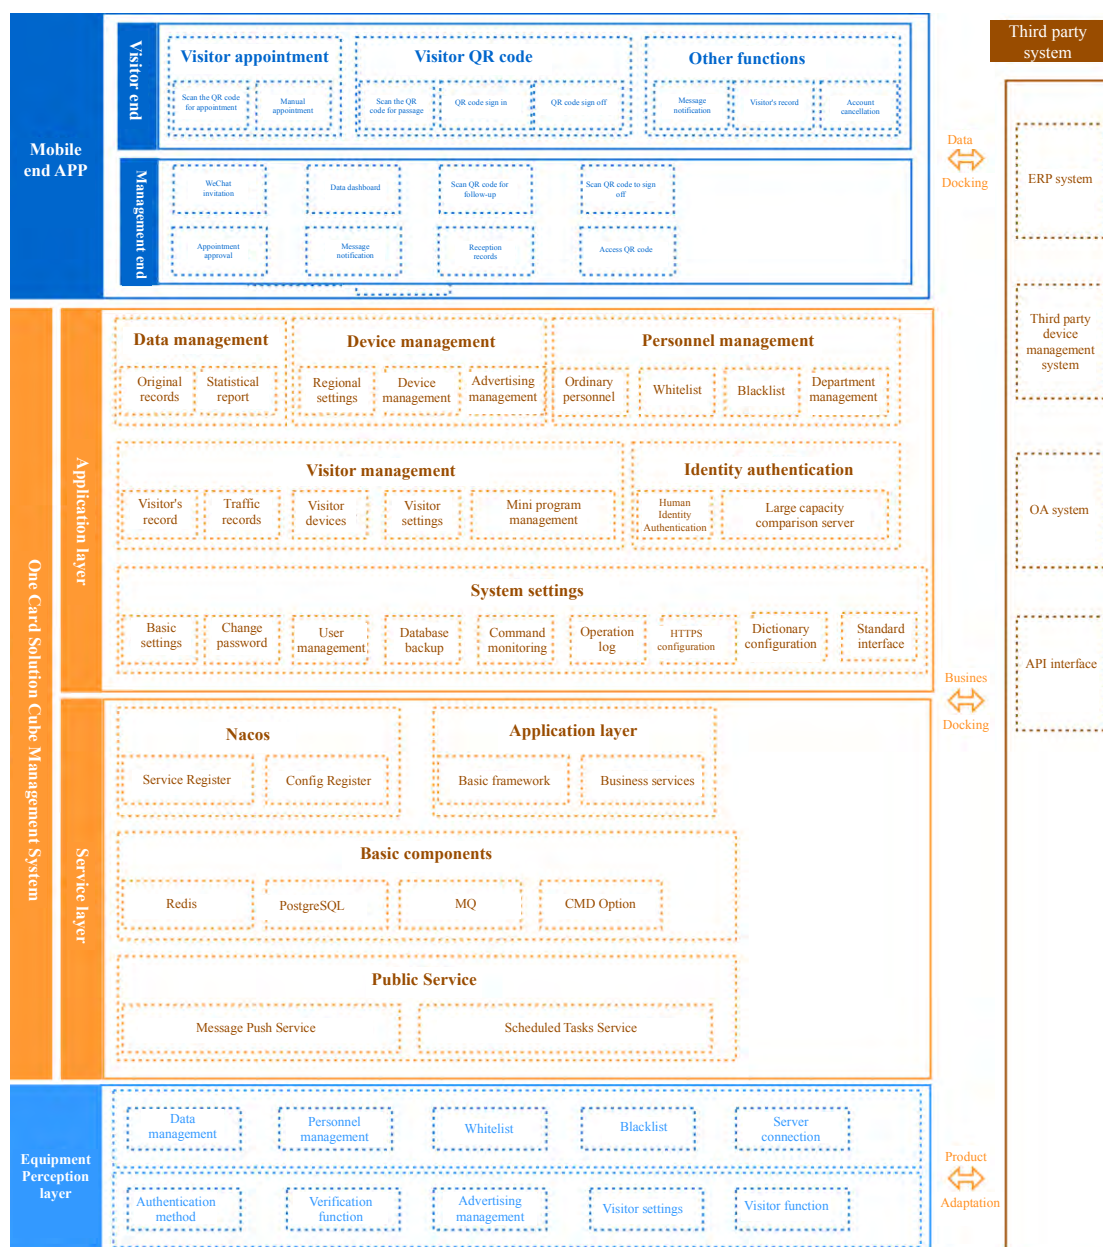 Mobile
end APP
Visitor end
Visitor appointment
Scan the QR code
for appointment
Manual
appointment
Visitor QR code
Scan the QR
code for passage
QR code sign in
QR code sign off
Other functions
Message
notification
Visitor's record
Account
cancellation
Management end
WeChat
invitation
Data dashboard
Scan QR code for
follow-up
Scan QR code to sign
off
Appointment
approval
Message
notification
Reception
records
Access QR code
One Card Solution Cube Management System
Application layer
Data management
Original
records
Statistical
report
Device management
Regional
settings
Device
management
Advertising
management
Personnel management
Ordinary
personnel
Whitelist
Blacklist
Department
management
Visitor management
Visitor's
record
Traffic
records
Visitor
devices
Visitor
settings
Mini program
management
Identity authentication
Human
Identity
Authentication
Large capacity
comparison server
System settings
Basic
settings
Change
password
User
management
Database
backup
Command
monitoring
Operation
log
HTTPS
configuration
Dictionary
configuration
Standard
interface
Service layer
Nacos
Service Register
Config Register
Application layer
Basic framework
Business services
Basic components
Redis
PostgreSQL
MQ
CMD Option
Public Service
Message Push Service
Scheduled Tasks Service
Equipment
Perception
layer
Data
management
Personnel
management
Whitelist
Blacklist
Server
connection
Authentication
method
Verification
function
Advertising
management
Visitor settings
Visitor function
Data
Docking
Busines
Docking
Product
Adaptation
Third party
system
ERP system
Third party
device
management
system
OA system
API interface